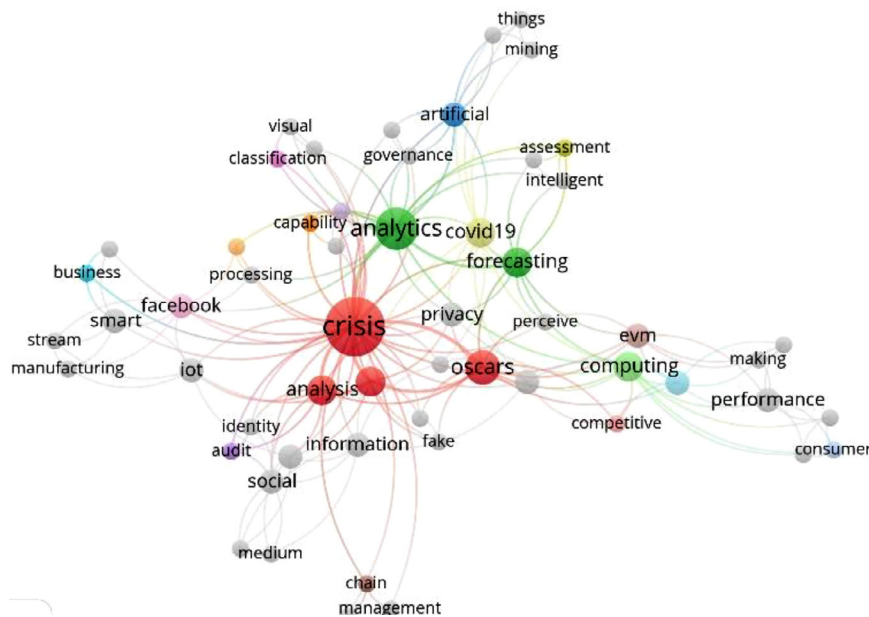 things
mining
artificial
visual
classification
governance
assessment
intelligent
capability
analytics
covid19
forecasting
business
processing
facebook
smart
crisis
privacy
perceive
stream
manufacturing
iot
evm
computing
making
oscars
analysis
performance
competitive
identity
audit
information
fake
social
consumer
medium
chain
management